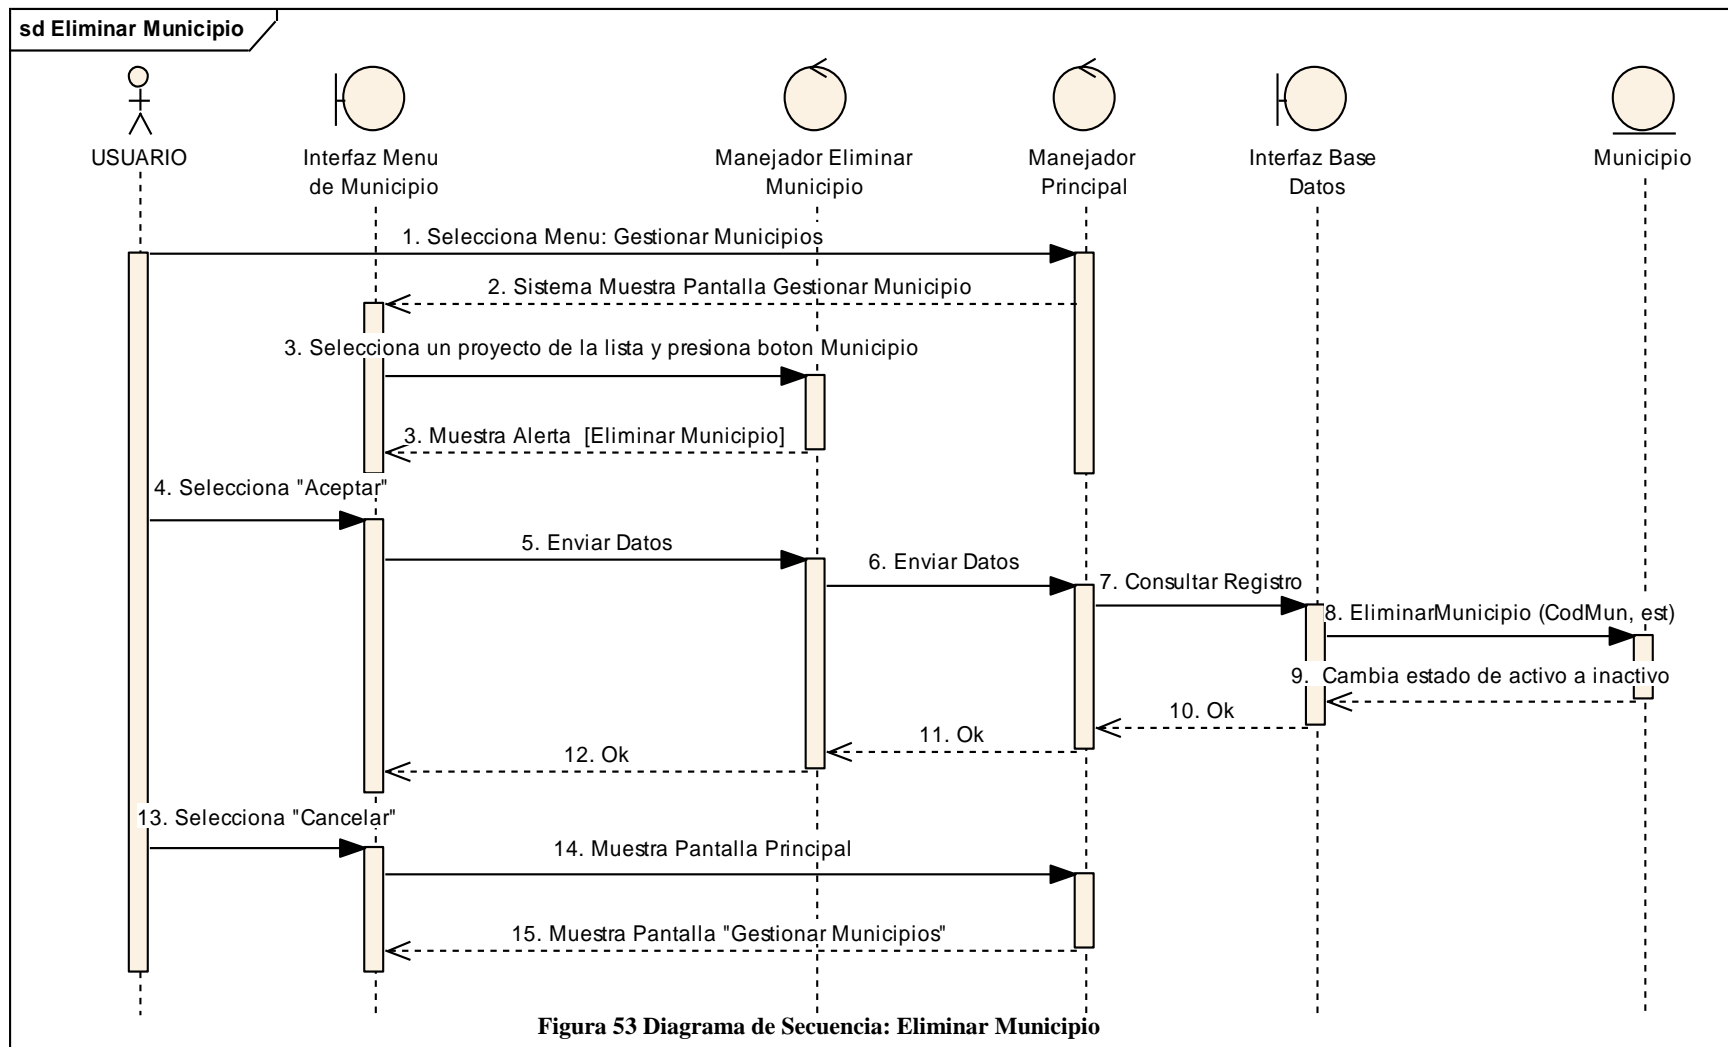 sd Eliminar Municipio
USUARIO
Interfaz Menu
de Municipio
Manejador Eliminar
Municipio
Manejador
Principal
Interfaz Base
Datos
Municipio
1. Selecciona Menu: Gestionar Municipios
2. Sistema Muestra Pantalla Gestionar Municipio
3. Selecciona un proyecto de la lista y presiona boton Municipio
3. Muestra Alerta  [Eliminar Municipio]
4. Selecciona "Aceptar"
5. Enviar Datos
6. Enviar Datos
7. Consultar Registro
8. EliminarMunicipio (CodMun, est)
9.  Cambia estado de activo a inactivo
10. Ok
11. Ok
12. Ok
13. Selecciona "Cancelar"
14. Muestra Pantalla Principal
15. Muestra Pantalla "Gestionar Municipios"
Figura 53 Diagrama de Secuencia: Eliminar Municipio